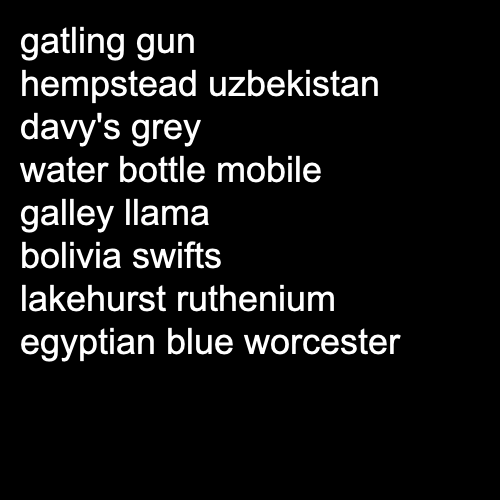 gatling gun
hempstead uzbekistan
davy's grey
water bottle mobile
galley llama
bolivia swifts
lakehurst ruthenium
egyptian blue worcester